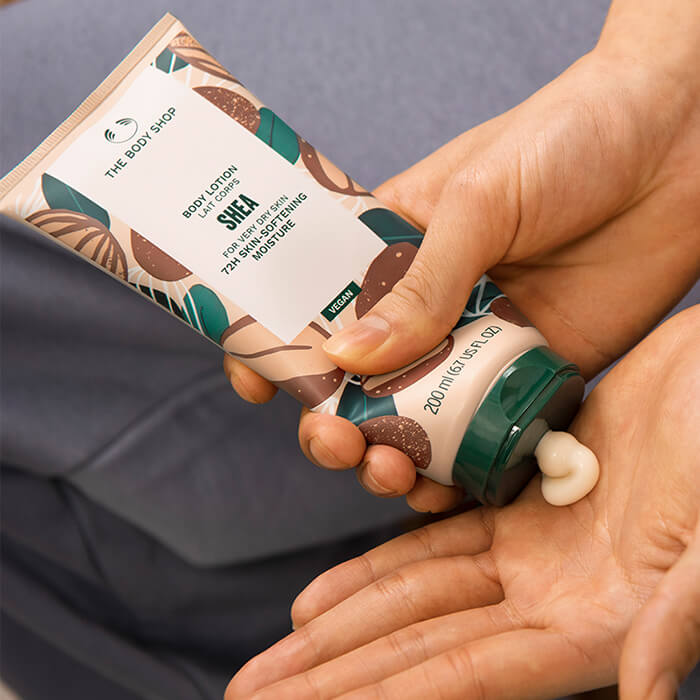 THE BODY SHOP
BODY LOTION
LAIT CORPS
SHEA
FOR VERY DRY SKIN
72H SKIN-SOFTENING
MOISTURE
VEGAN
200 ml (6.7 US FL OZ)